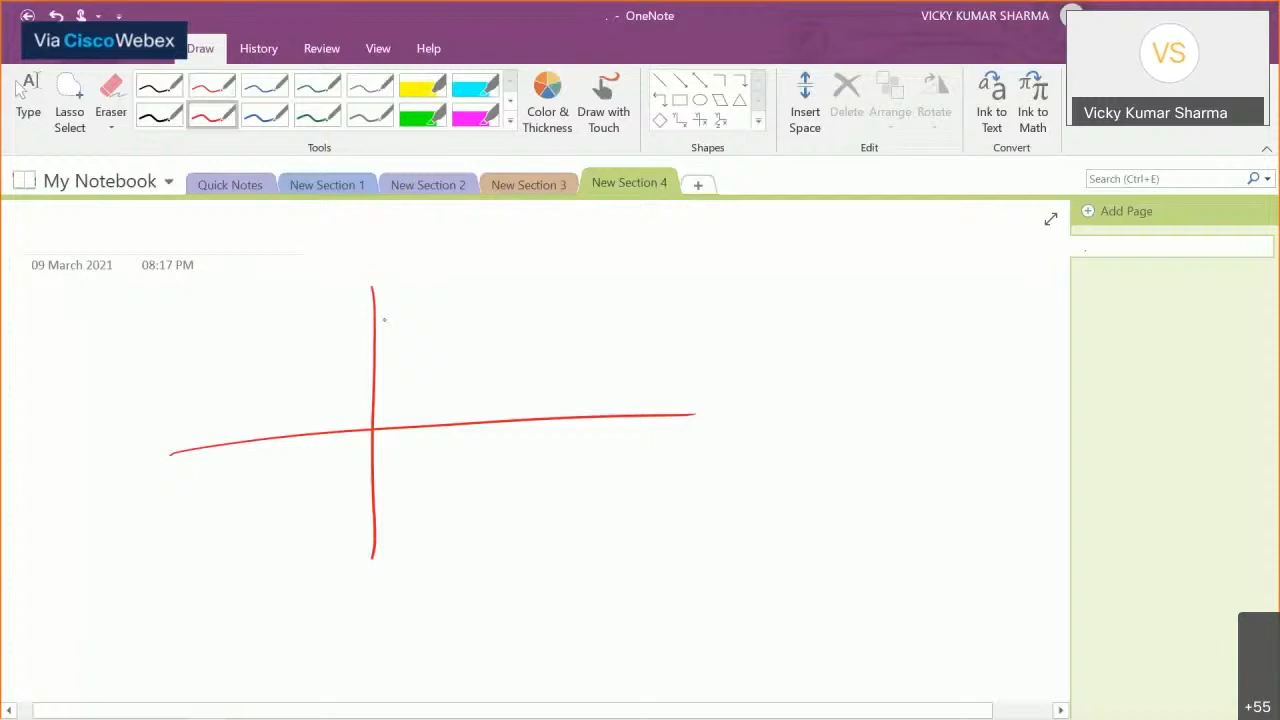 . - OneNote
VICKY KUMAR SHARMA
Via Cisco Webex
Draw
History
Review
View
Help
VS
Vicky Kumar Sharma
Type
Lasso Select
Eraser
Color & Thickness
Draw with Touch
Insert Space
Delete
Arrange
Rotate
Ink to Text
Ink to Math
Tools
Shapes
Edit
Convert
My Notebook
Quick Notes
New Section 1
New Section 2
New Section 3
New Section 4
+
Search (Ctrl+E)
Add Page
.
09 March 2021
08:17 PM
+55